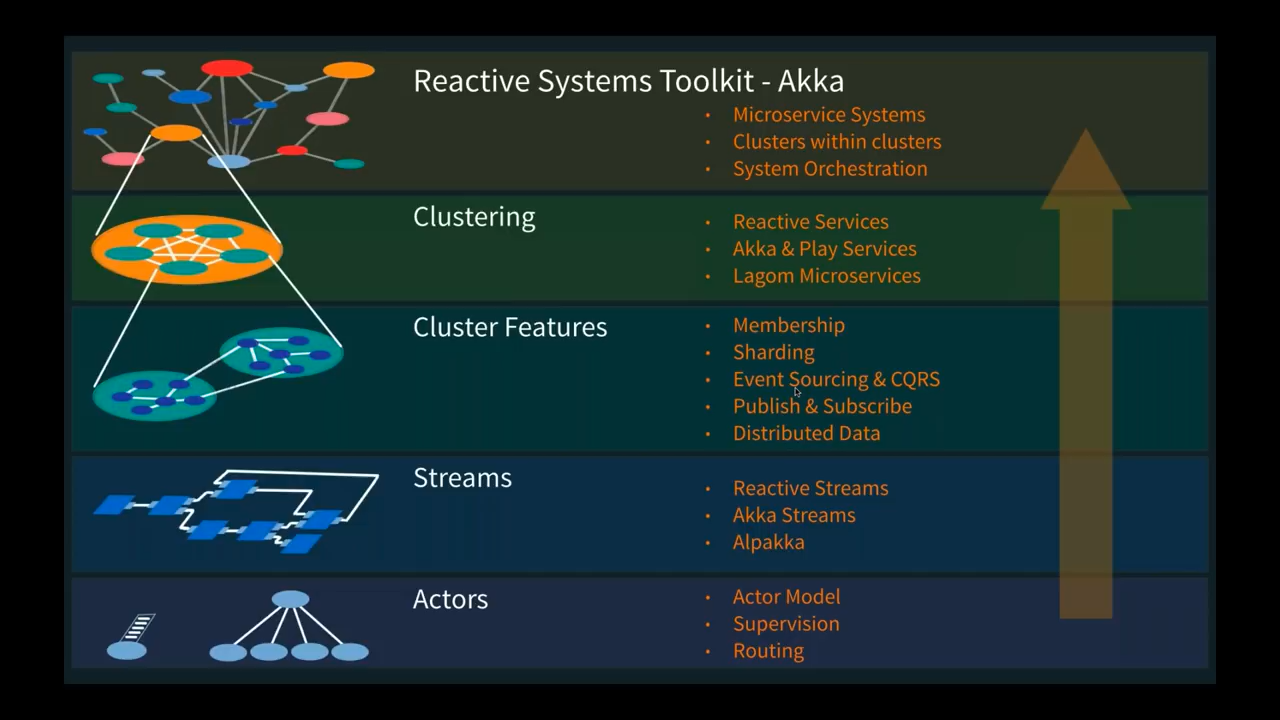 Reactive Systems Toolkit - Akka
• Microservice Systems
• Clusters within clusters
• System Orchestration
Clustering
• Reactive Services
• Akka & Play Services
• Lagom Microservices
Cluster Features
• Membership
• Sharding
• Event Sourcing & CQRS
• Publish & Subscribe
• Distributed Data
Streams
• Reactive Streams
• Akka Streams
• Alpakka
Actors
• Actor Model
• Supervision
• Routing